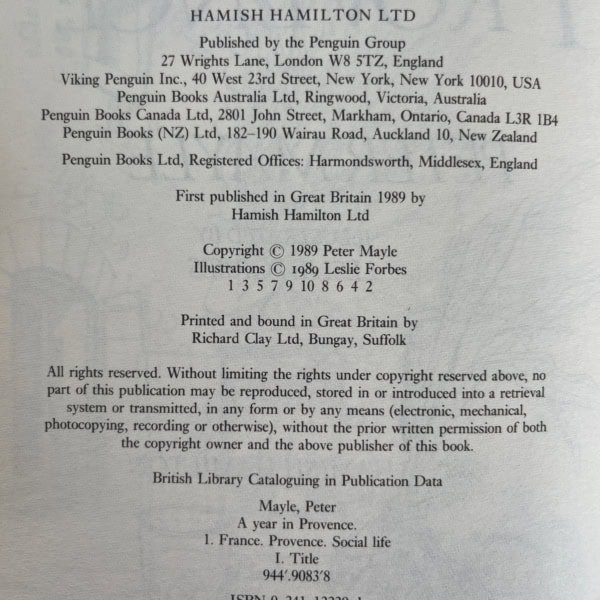 HAMISH HAMILTON LTD
Published by the Penguin Group
27 Wrights Lane, London W8 5TZ, England
Viking Penguin Inc., 40 West 23rd Street, New York, New York 10010, USA
Penguin Books Australia Ltd, Ringwood, Victoria, Australia
Penguin Books Canada Ltd, 2801 John Street, Markham, Ontario, Canada L3R 1B4
Penguin Books (NZ) Ltd, 182–190 Wairau Road, Auckland 10, New Zealand
Penguin Books Ltd, Registered Offices: Harmondsworth, Middlesex, England
First published in Great Britain 1989 by
Hamish Hamilton Ltd
Copyright © 1989 Peter Mayle
Illustrations © 1989 Leslie Forbes
1 3 5 7 9 10 8 6 4 2
Printed and bound in Great Britain by
Richard Clay Ltd, Bungay, Suffolk
All rights reserved. Without limiting the rights under copyright reserved above, no
part of this publication may be reproduced, stored in or introduced into a retrieval
system or transmitted, in any form or by any means (electronic, mechanical,
photocopying, recording or otherwise), without the prior written permission of both
the copyright owner and the above publisher of this book.
British Library Cataloguing in Publication Data
Mayle, Peter
A year in Provence.
1. France. Provence. Social life
I. Title
944′.9083′8